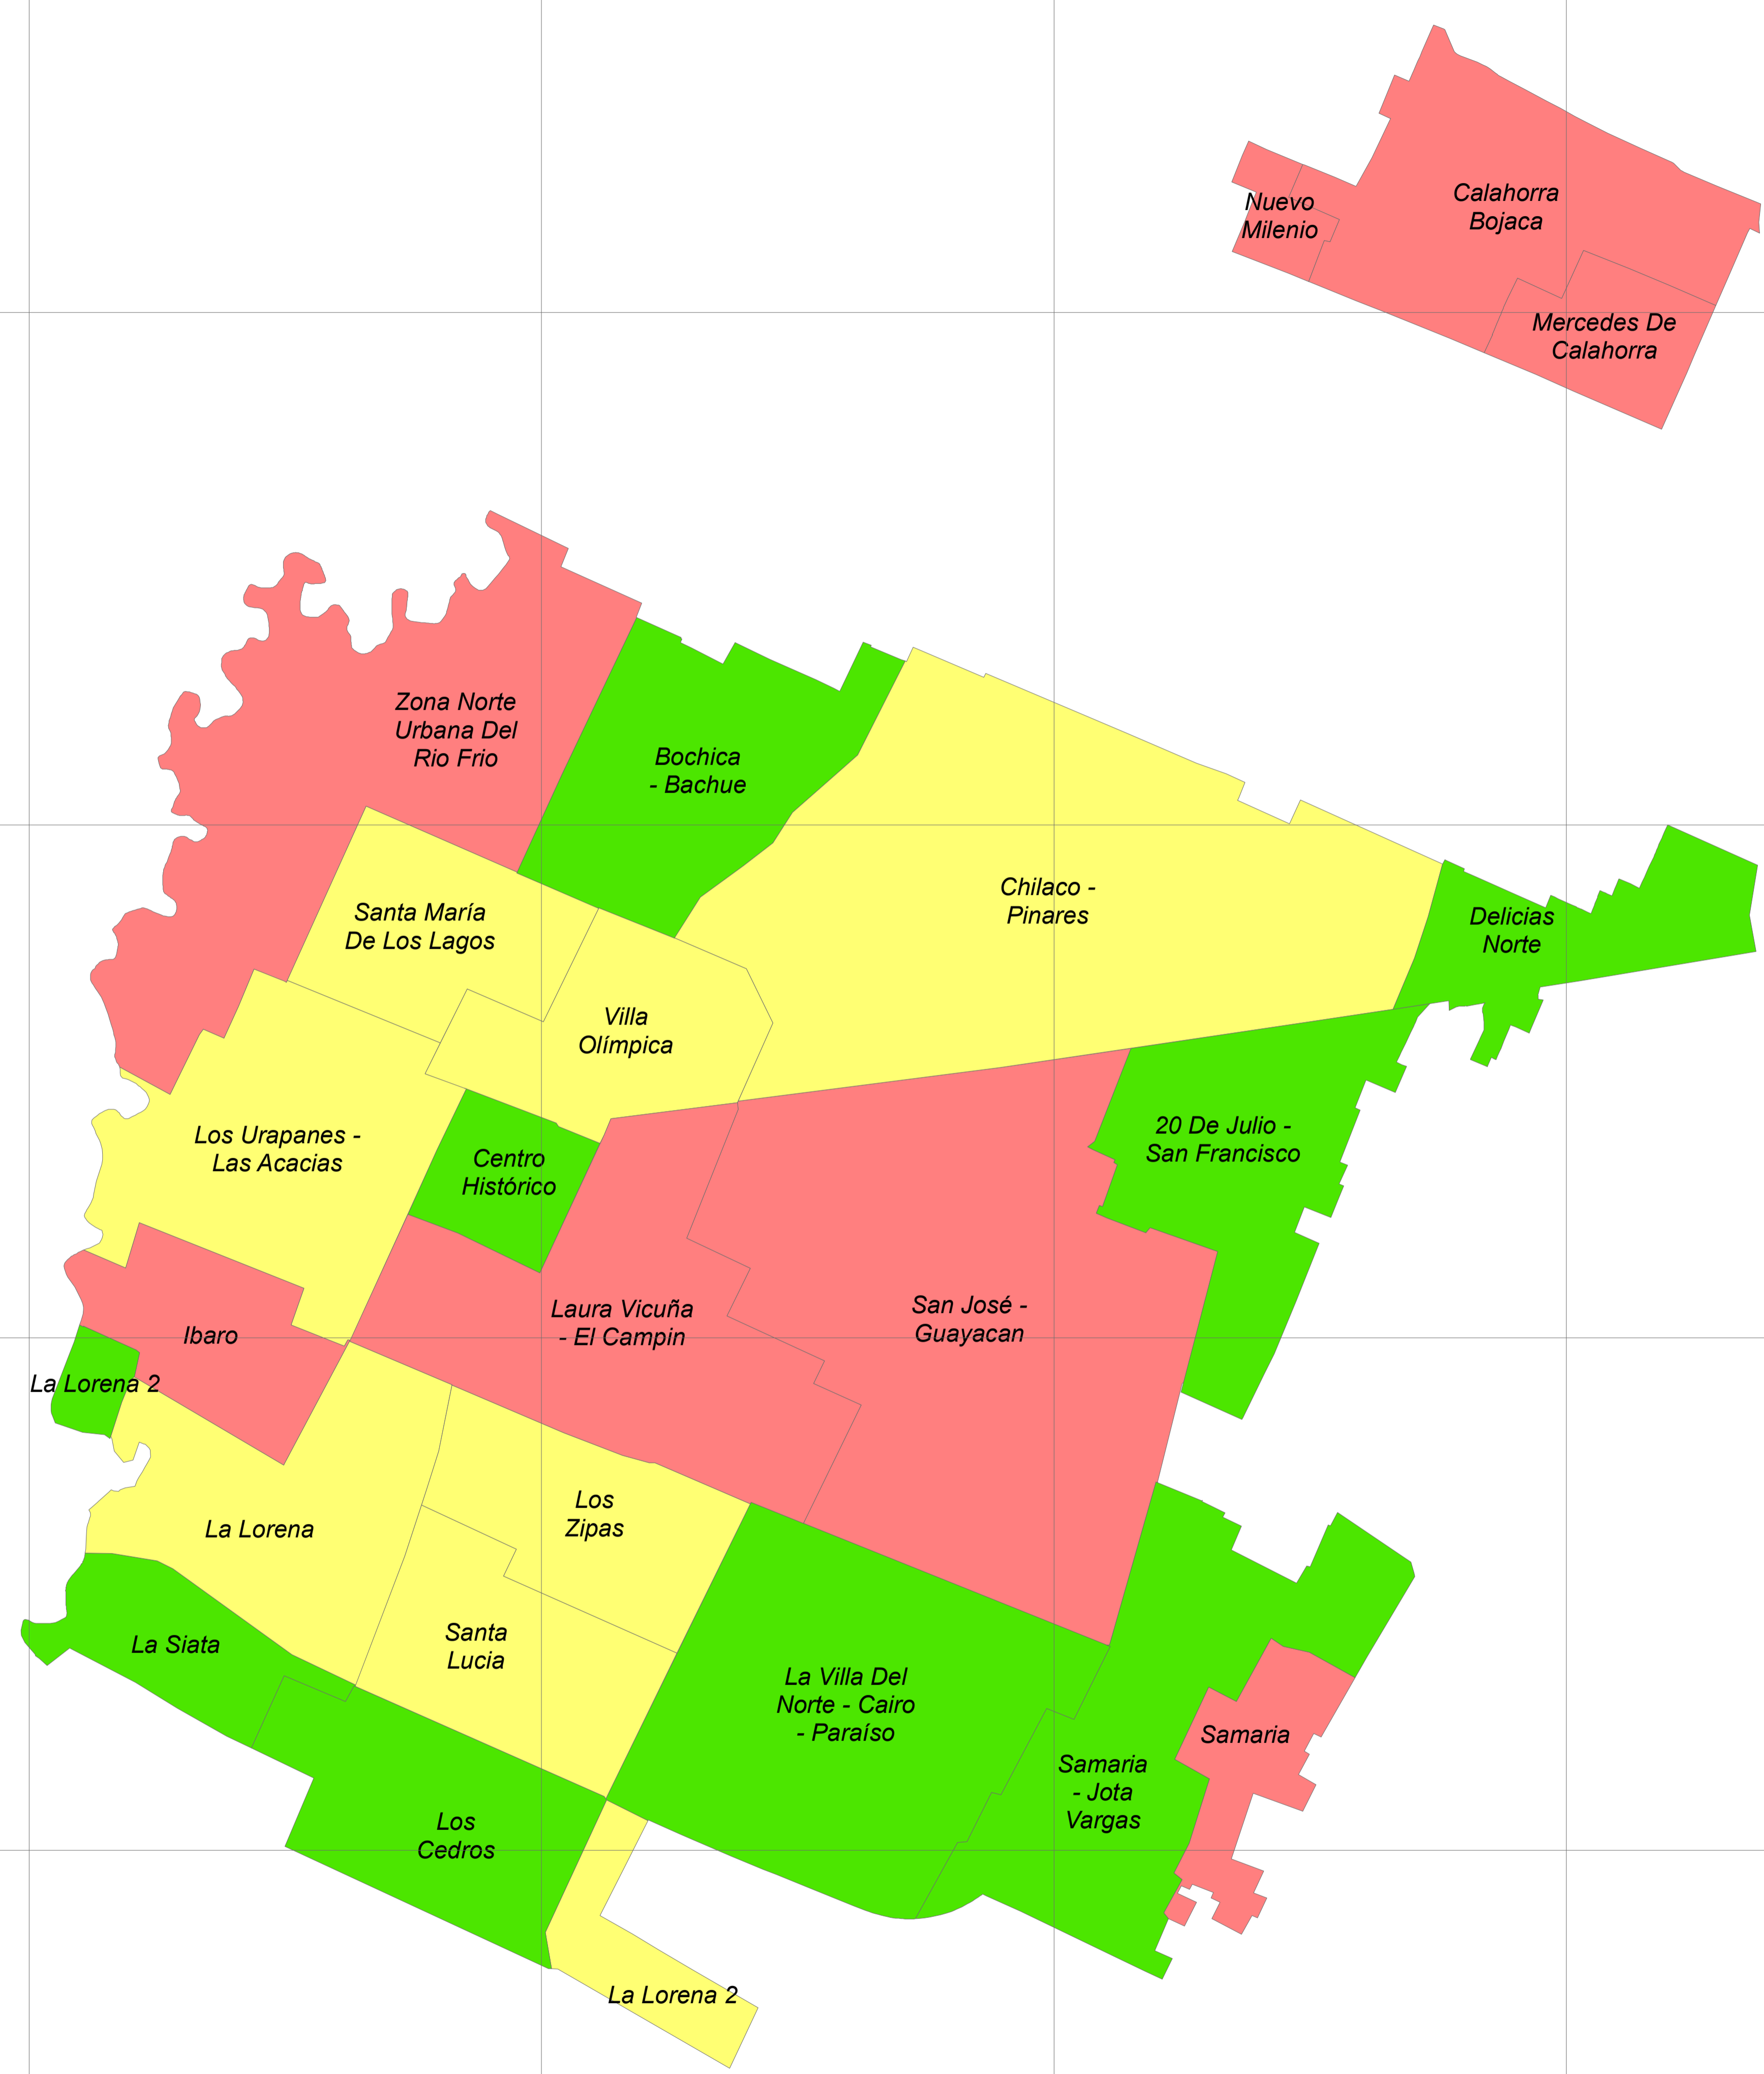 Calahorra
Bojaca
Nuevo
Milenio
Mercedes De
Calahorra
Zona Norte
Urbana Del
Rio Frio
Bochica
- Bachue
Chilaco -
Pinares
Santa María
De Los Lagos
Delicias
Norte
Villa
Olímpica
Los Urapanes -
Las Acacias
20 De Julio -
San Francisco
Centro
Histórico
Laura Vicuña
- El Campin
San José -
Guayacan
Ibaro
La Lorena 2
La Lorena
Los
Zipas
La Siata
Santa
Lucia
La Villa Del
Norte - Cairo
- Paraíso
Samaria
Samaria
- Jota
Vargas
Los
Cedros
La Lorena 2